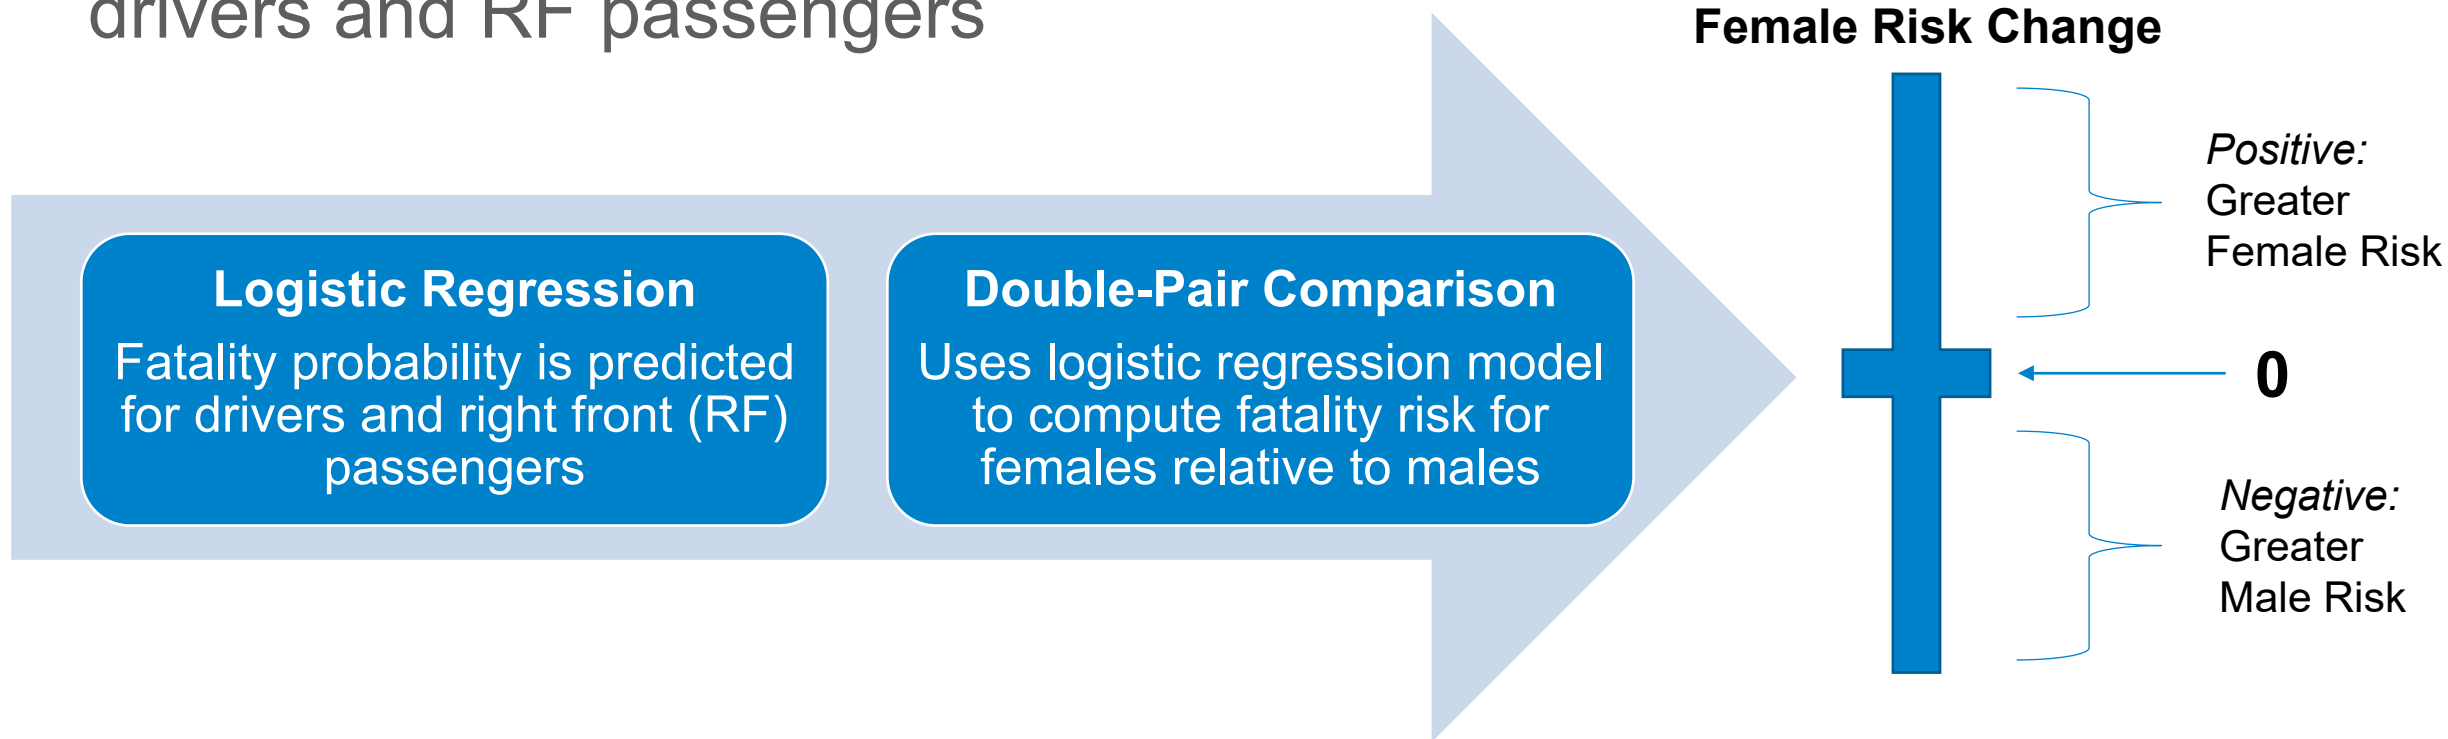 drivers and RF passengers
Female Risk Change
Logistic Regression
Fatality probability is predicted
for drivers and right front (RF)
passengers
Double-Pair Comparison
Uses logistic regression model
to compute fatality risk for
females relative to males
Positive:
Greater
Female Risk
0
Negative:
Greater
Male Risk